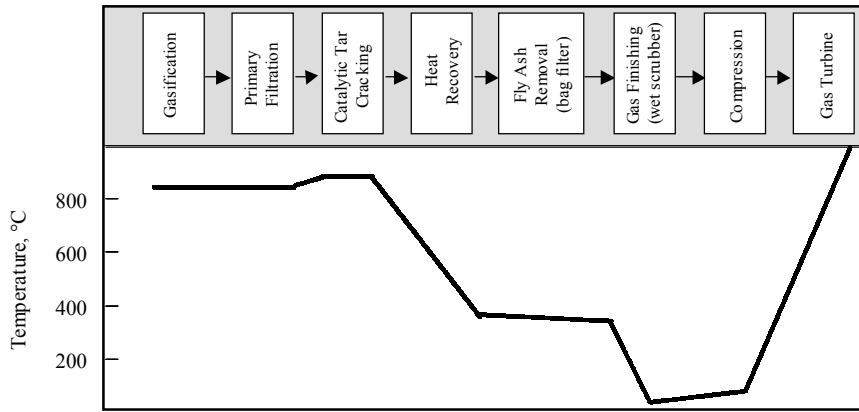 Gasification
Primary
Filtration
Catalytic Tar
Cracking
Heat
Recovery
Fly Ash
Removal
(bag filter)
Gas Finishing
(wet scrubber)
Compression
Gas Turbine
Temperature, °C
800
600
400
200